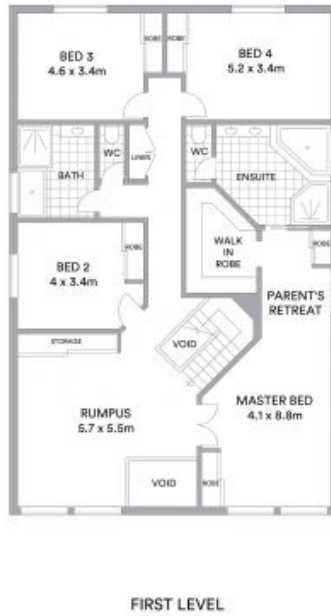 BED 3
4.6 x 3.4m
ROBE
ROBE
BED 4
5.2 x 3.4m
WC
LINEN
WC
BATH
ENSUITE
BED 2
4 x 3.4m
ROBE
WALK
IN
ROBE
ROBE
PARENT'S
RETREAT
STORAGE
VOID
RUMPUS
5.7 x 5.5m
MASTER BED
4.1 x 8.8m
VOID
ROBE
FIRST LEVEL